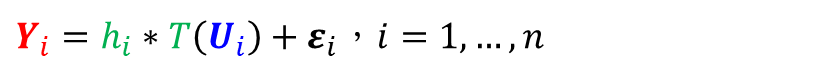 Yᵢ = hᵢ * T(Uᵢ) + εᵢ，i = 1, … , n